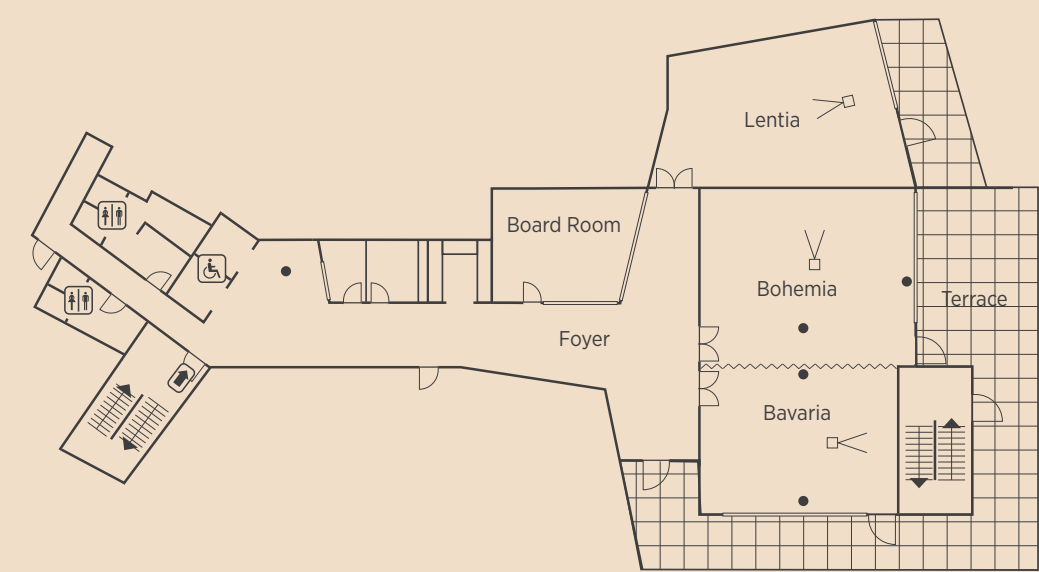 Lentia
Board Room
Bohemia
Terrace
Foyer
Bavaria